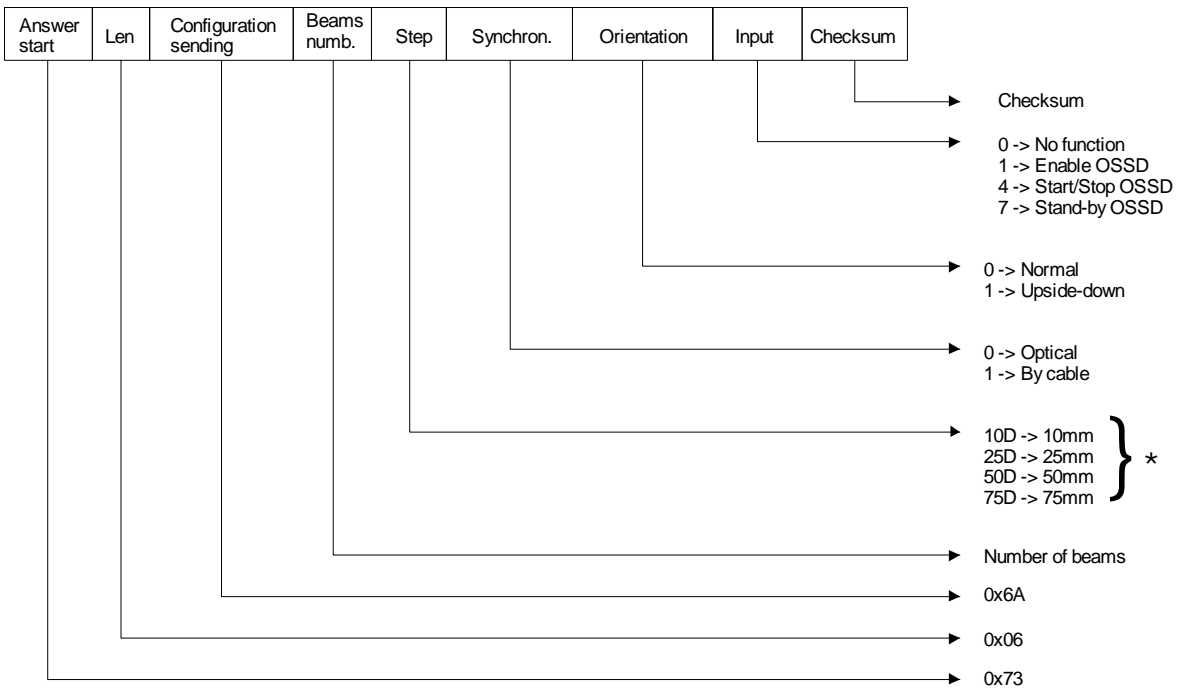 Answer
start
Len
Configuration
sending
Beams
numb.
Step
Synchron.
Orientation
Input
Checksum
Checksum
0 -> No function
1 -> Enable OSSD
4 -> Start/Stop OSSD
7 -> Stand-by OSSD
0 -> Normal
1 -> Upside-down
0 -> Optical
1 -> By cable
10D -> 10mm
25D -> 25mm
50D -> 50mm
75D -> 75mm
} *
Number of beams
0x6A
0x06
0x73